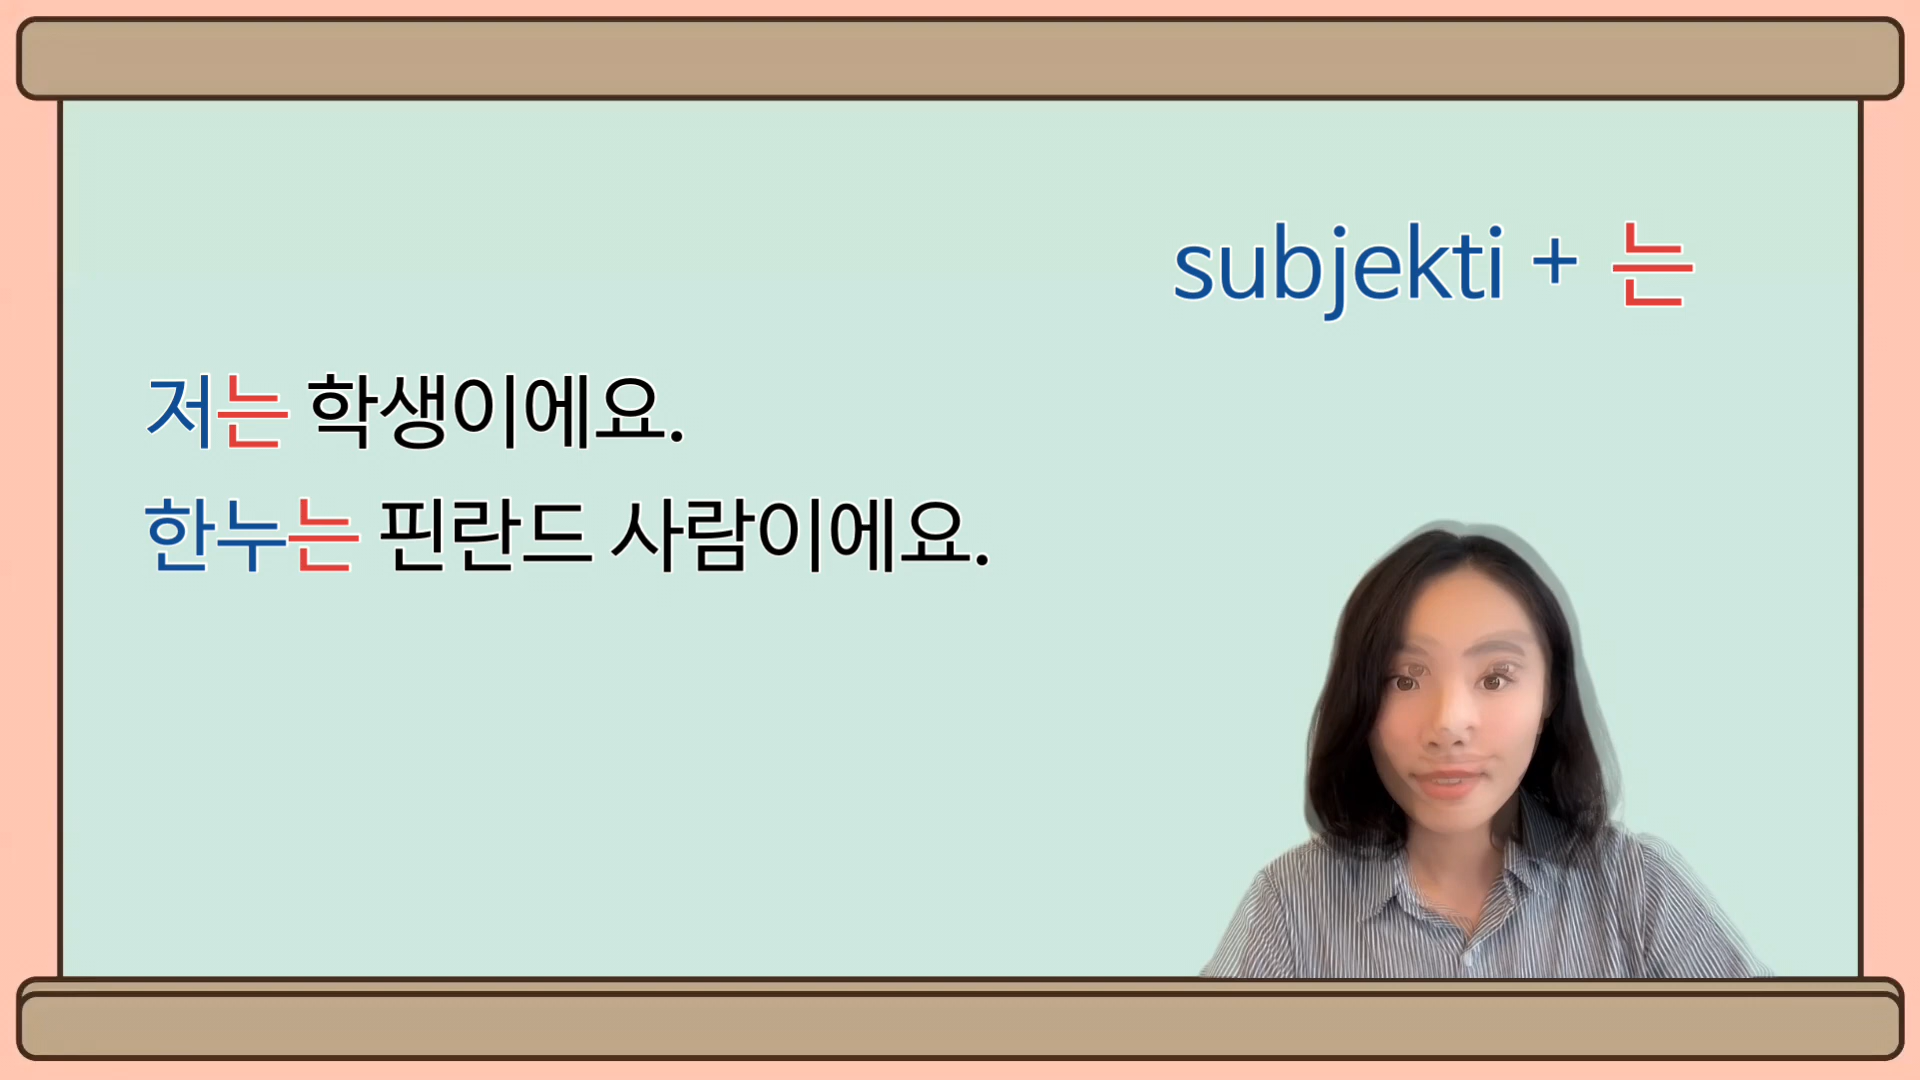 subjekti + 는
저는 학생이에요.
한누는 핀란드 사람이에요.